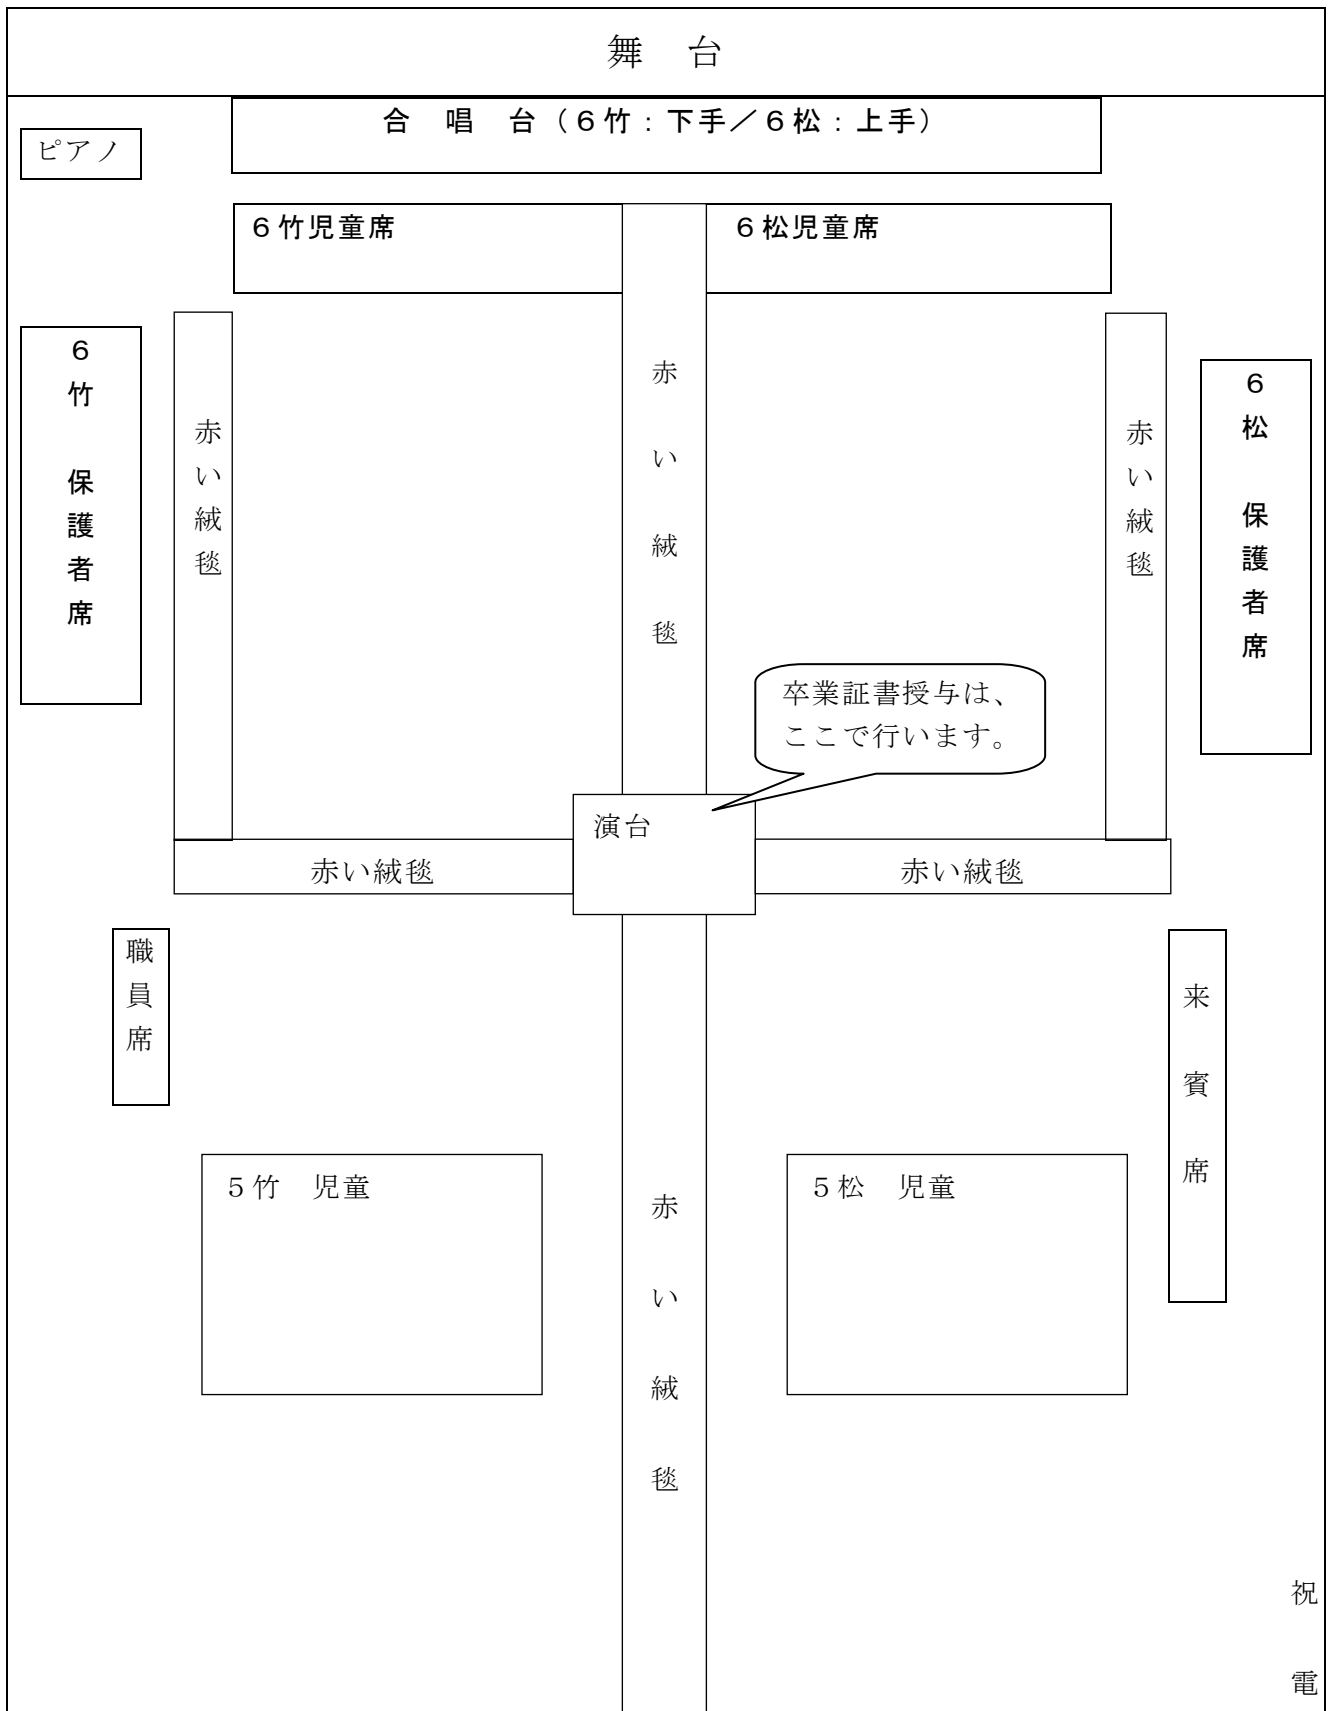 舞　台
合　唱　台（６竹：下手／６松：上手）
ピアノ
６竹児童席
６松児童席
６竹　保護者席
赤い絨毯
赤い絨毯
赤い絨毯
６松　保護者席
卒業証書授与は、
ここで行います。
演台
赤い絨毯
赤い絨毯
職員席
来賓席
５竹　児童
５松　児童
赤い絨毯
祝電